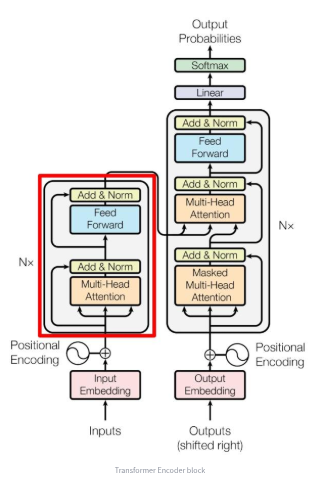 Output
Probabilities
Softmax
Linear
Add & Norm
Feed
Forward
Add & Norm
Multi-Head
Attention
Add & Norm
Masked
Multi-Head
Attention
Nx
Positional
Encoding
Output
Embedding
Outputs
(shifted right)
Add & Norm
Feed
Forward
Add & Norm
Multi-Head
Attention
Nx
Positional
Encoding
Input
Embedding
Inputs
Transformer Encoder block